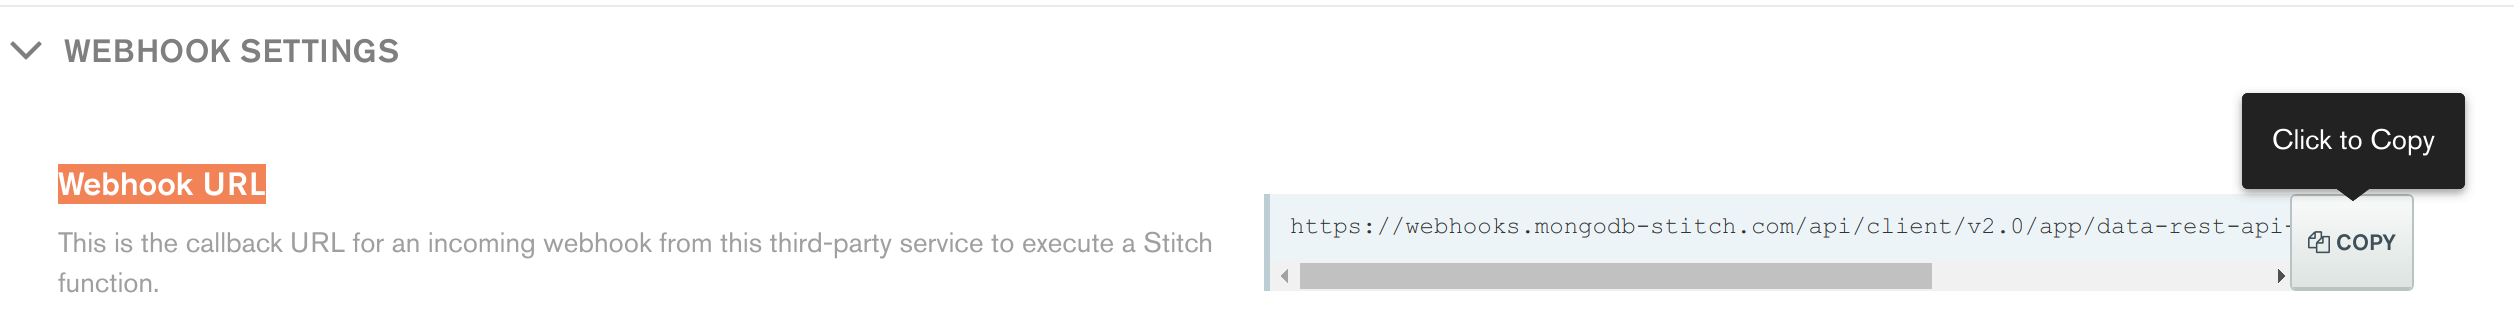 WEBHOOK SETTINGS
Click to Copy
Webhook URL
This is the callback URL for an incoming webhook from this third-party service to execute a Stitch
function.
https://webhooks.mongodb-stitch.com/api/client/v2.0/app/data-rest-api-
COPY